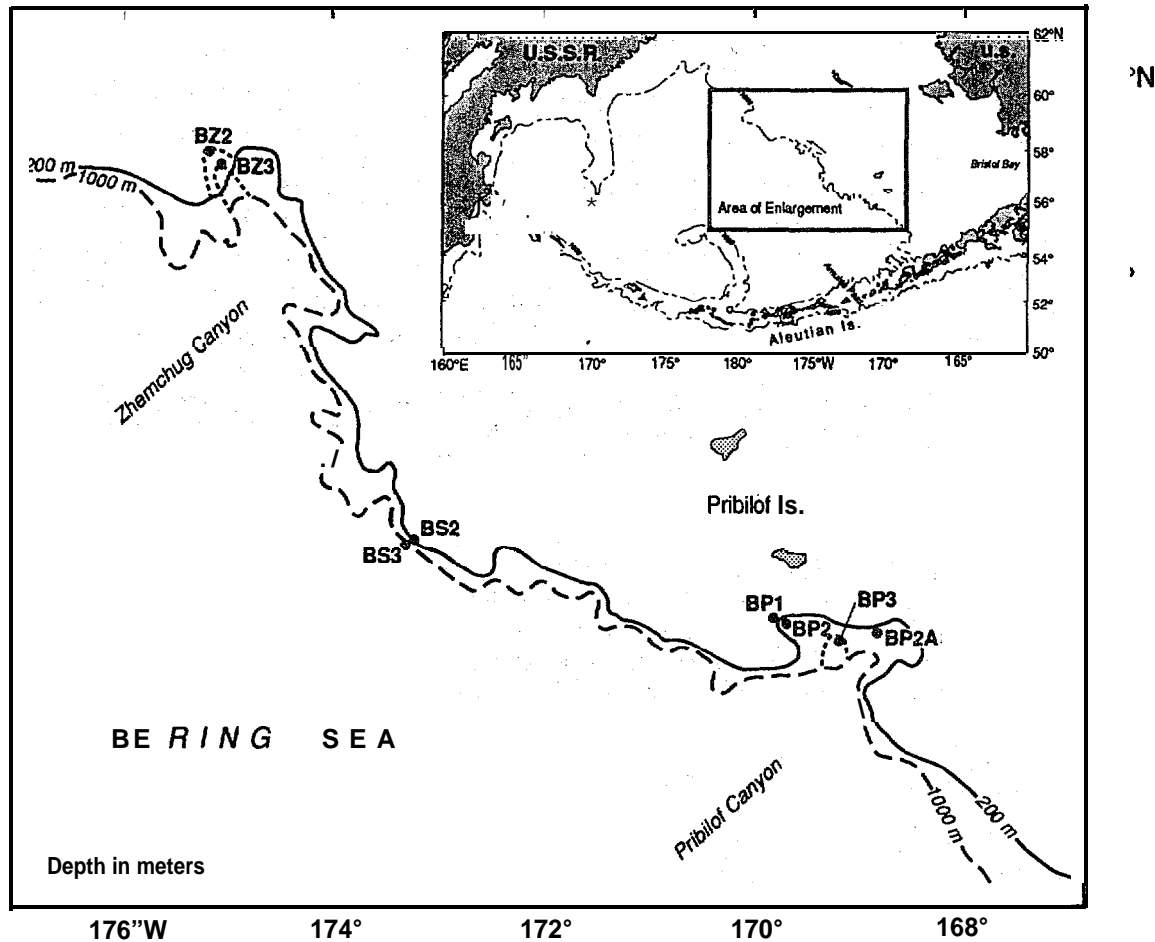 62°N
U.S.S.R.
U.S.
°N
60°
58°
Bristol Bay
56°
Area of Enlargement
*
54°
52°
Aleutian Is.
50°
160°E 165" 170° 175° 180° 175°W 170° 165°
BZ2
BZ3
200 m
1000 m
Zhemchug Canyon
Pribilof Is.
BS2
BS3
BP1
BP3
BP2
BP2A
BE RING SEA
Pribilof Canyon
1000 m
200 m
Depth in meters
176"W 174° 172° 170° 168°